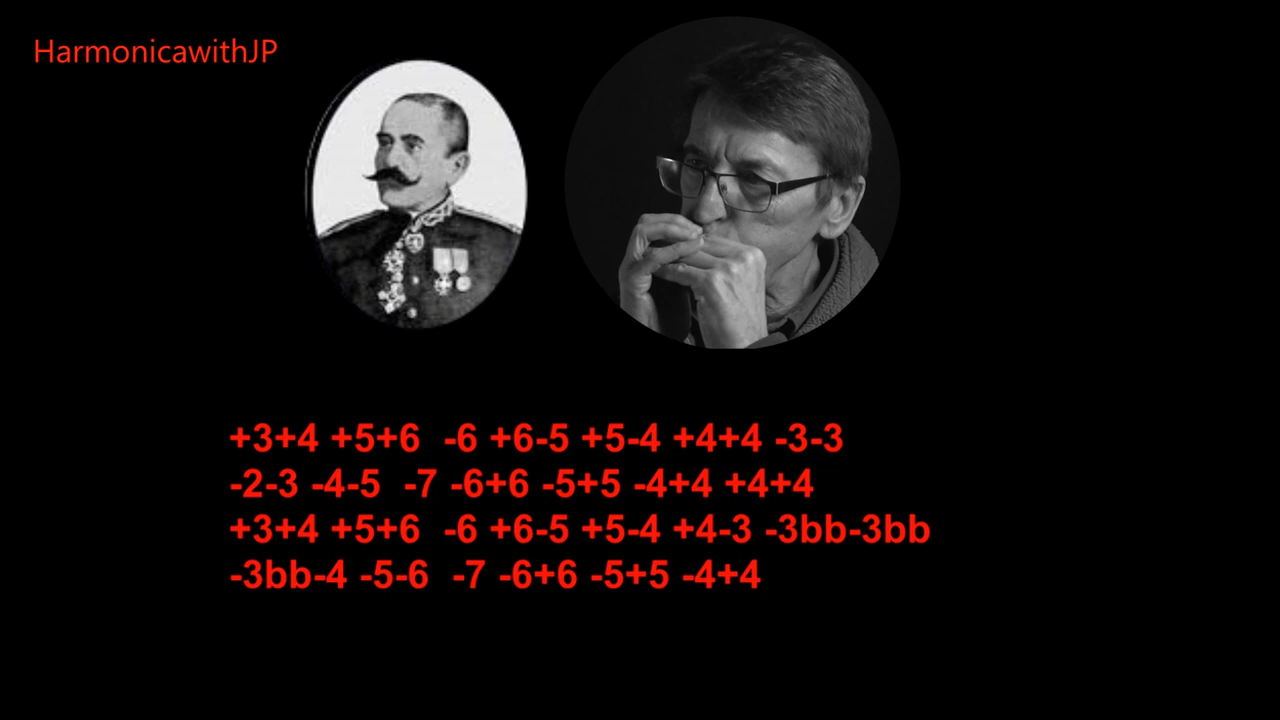 HarmonicawithJP
+3+4 +5+6  -6 +6-5 +5-4 +4+4 -3-3
-2-3 -4-5  -7 -6+6 -5+5 -4+4 +4+4
+3+4 +5+6  -6 +6-5 +5-4 +4-3 -3bb-3bb
-3bb-4 -5-6  -7 -6+6 -5+5 -4+4